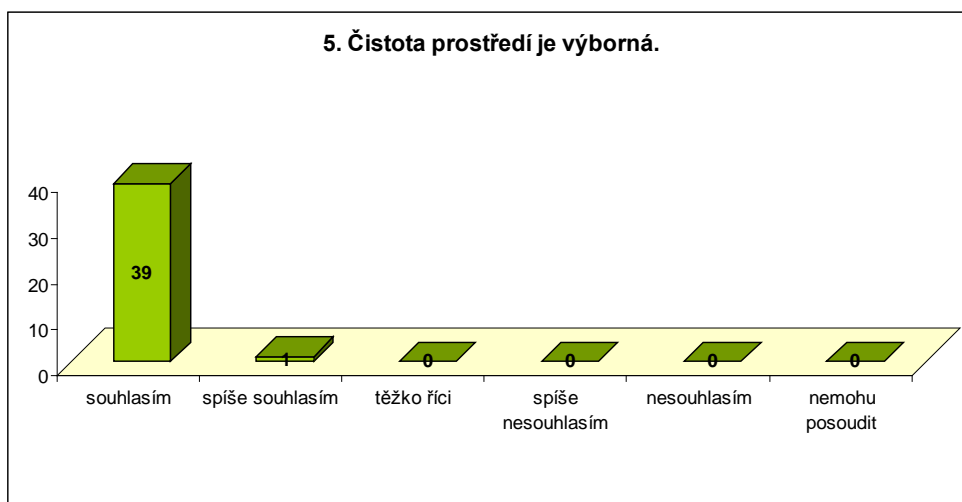 5. Čistota prostředí je výborná.
40
30
20
10
0
39
1
0
0
0
0
souhlasím
spíše souhlasím
těžko říci
spíše
nesouhlasím
nesouhlasím
nemohu
posoudit